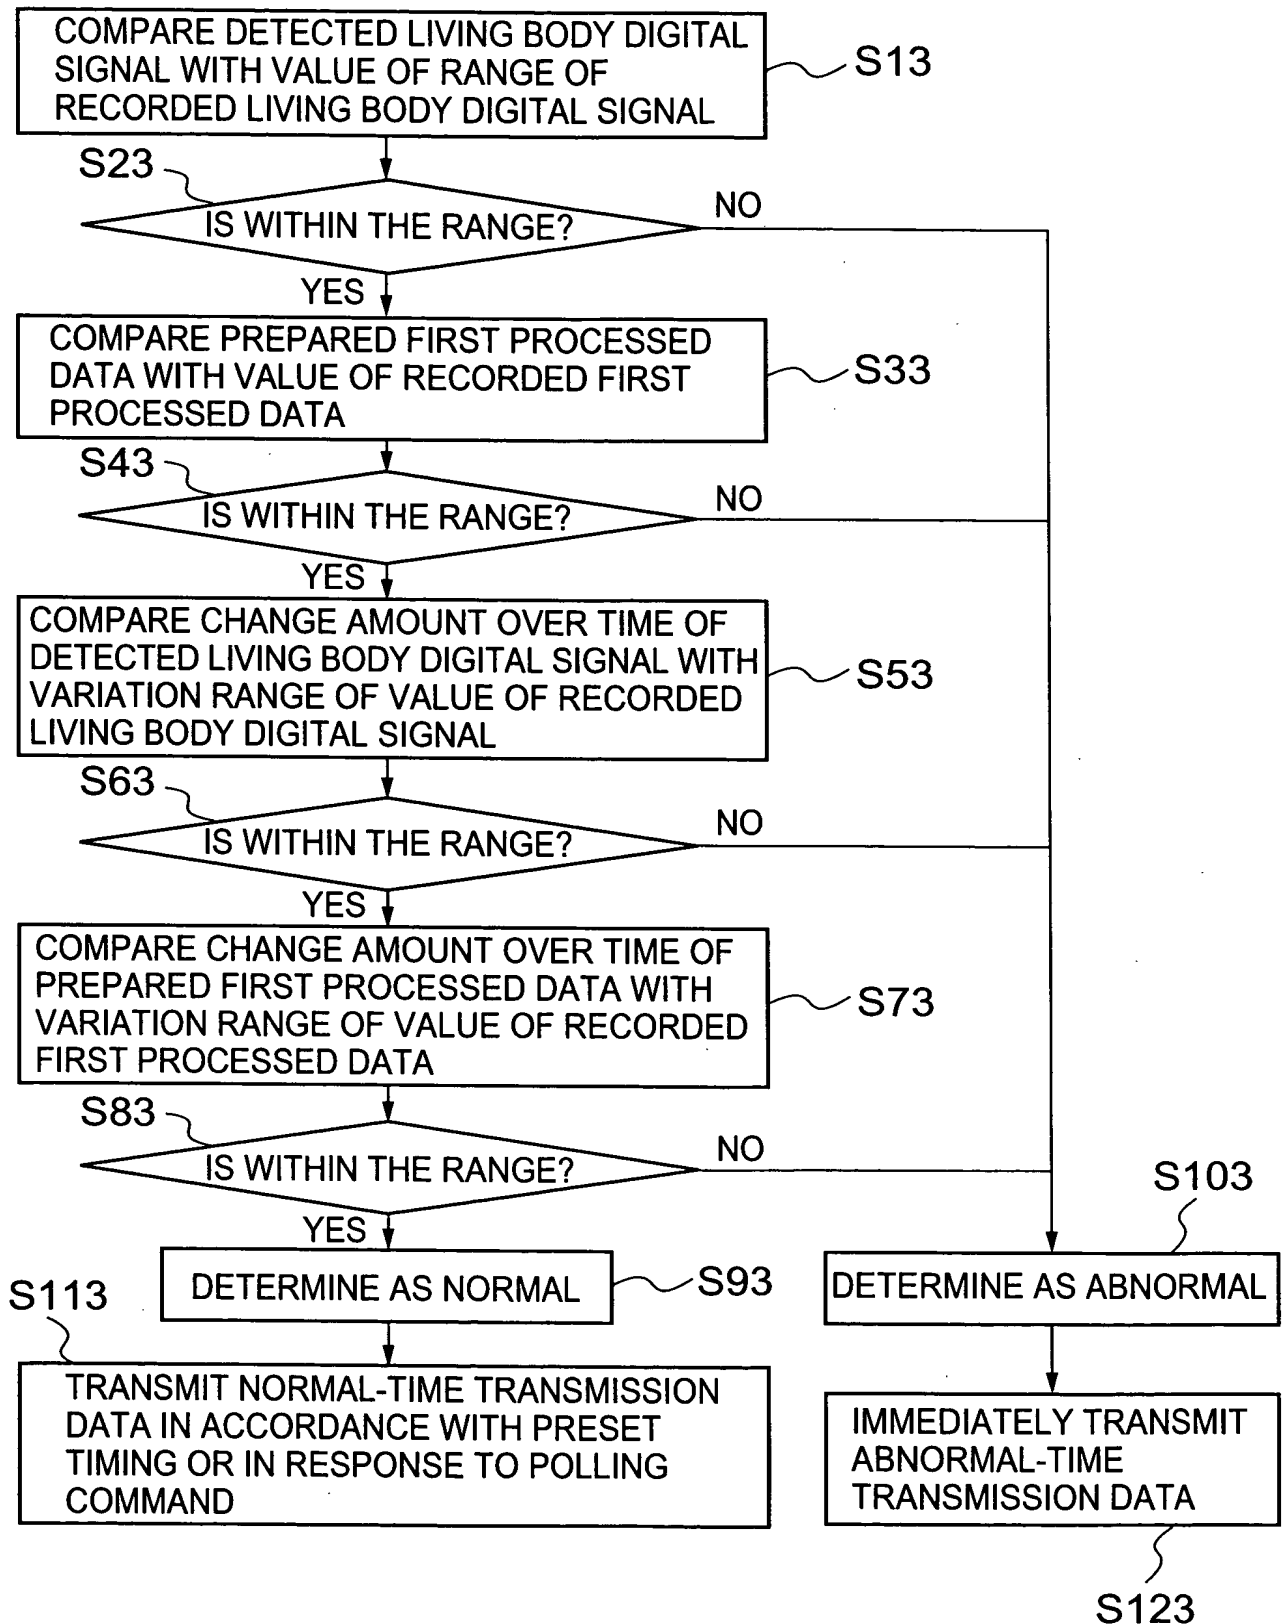 COMPARE DETECTED LIVING BODY DIGITAL
SIGNAL WITH VALUE OF RANGE OF
RECORDED LIVING BODY DIGITAL SIGNAL
S13
S23
IS WITHIN THE RANGE?
NO
YES
COMPARE PREPARED FIRST PROCESSED
DATA WITH VALUE OF RECORDED FIRST
PROCESSED DATA
S33
S43
IS WITHIN THE RANGE?
NO
YES
COMPARE CHANGE AMOUNT OVER TIME OF
DETECTED LIVING BODY DIGITAL SIGNAL WITH
VARIATION RANGE OF VALUE OF RECORDED
LIVING BODY DIGITAL SIGNAL
S53
S63
IS WITHIN THE RANGE?
NO
YES
COMPARE CHANGE AMOUNT OVER TIME OF
PREPARED FIRST PROCESSED DATA WITH
VARIATION RANGE OF VALUE OF RECORDED
FIRST PROCESSED DATA
S73
S83
IS WITHIN THE RANGE?
NO
YES
DETERMINE AS NORMAL
S93
S103
DETERMINE AS ABNORMAL
S113
TRANSMIT NORMAL-TIME TRANSMISSION
DATA IN ACCORDANCE WITH PRESET
TIMING OR IN RESPONSE TO POLLING
COMMAND
IMMEDIATELY TRANSMIT
ABNORMAL-TIME
TRANSMISSION DATA
S123